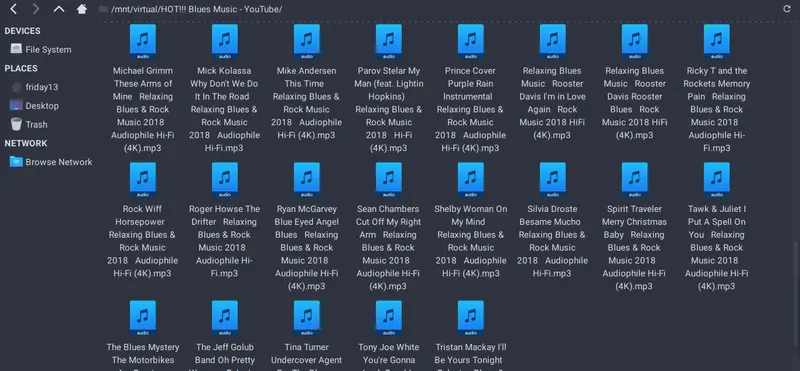 /mnt/virtual/HOT!!! Blues Music - YouTube/
DEVICES
File System
PLACES
friday13
Desktop
Trash
NETWORK
Browse Network
audio
Michael Grimm
These Arms of
Mine Relaxing
Blues & Rock
Music 2018
Audiophile Hi-Fi
(4K).mp3
audio
Mick Kolassa
Why Don't We Do
It In The Road
Relaxing Blues &
Rock Music
2018 Audiophile
Hi-Fi (4K).mp3
audio
Mike Andersen
This Time
Relaxing Blues &
Rock Music
2018 Audiophile
Hi-Fi (4K).mp3
audio
Parov Stelar My
Man (feat. Lightin
Hopkins)
Relaxing Blues &
Rock Music
2018 Hi-Fi
(4K).mp3
audio
Prince Cover
Purple Rain
Instrumental
Relaxing Blues &
Rock Music
2018 Audiophile
Hi-Fi (4K).mp3
audio
Relaxing Blues
Music Rooster
Davis I'm in Love
Again Rock
Music 2018 HiFi
(4K).mp3
audio
Relaxing Blues
Music Rooster
Davis Rooster
Blues Rock
Music 2018 HiFi
(4K).mp3
audio
Ricky T and the
Rockets Memory
Pain Relaxing
Blues & Rock
Music 2018
Audiophile Hi-
Fi.mp3
audio
Rock Wiff
Horsepower
Relaxing Blues &
Rock Music
2018 Audiophile
Hi-Fi (4K).mp3
audio
Roger Howse The
Drifter Relaxing
Blues & Rock
Music 2018
Audiophile Hi-
Fi.mp3
audio
Ryan McGarvey
Blue Eyed Angel
Blues Relaxing
Blues & Rock
Music 2018
Audiophile Hi-Fi
(4K).mp3
audio
Sean Chambers
Cut Off My Right
Arm Relaxing
Blues & Rock
Music 2018
Audiophile Hi-Fi
(4K).mp3
audio
Shelby Woman On
My Mind
Relaxing Blues &
Rock Music
2018 Audiophile
Hi-Fi (4K).mp3
audio
Silvia Droste
Besame Mucho
Relaxing Blues &
Rock Music
2018 Audiophile
Hi-Fi (4K).mp3
audio
Spirit Traveler
Merry Christmas
Baby Relaxing
Blues & Rock
Music 2018
Audiophile Hi-Fi
(4K).mp3
audio
Tawk & Juliet I
Put A Spell On
You Relaxing
Blues & Rock
Music 2018
Audiophile Hi-Fi
(4K).mp3
audio
The Blues Mystery
The Motorbikes
audio
The Jeff Golub
Band Oh Pretty
audio
Tina Turner
Undercover Agent
audio
Tony Joe White
You're Gonna
audio
Tristan Mackay I'll
Be Yours Tonight